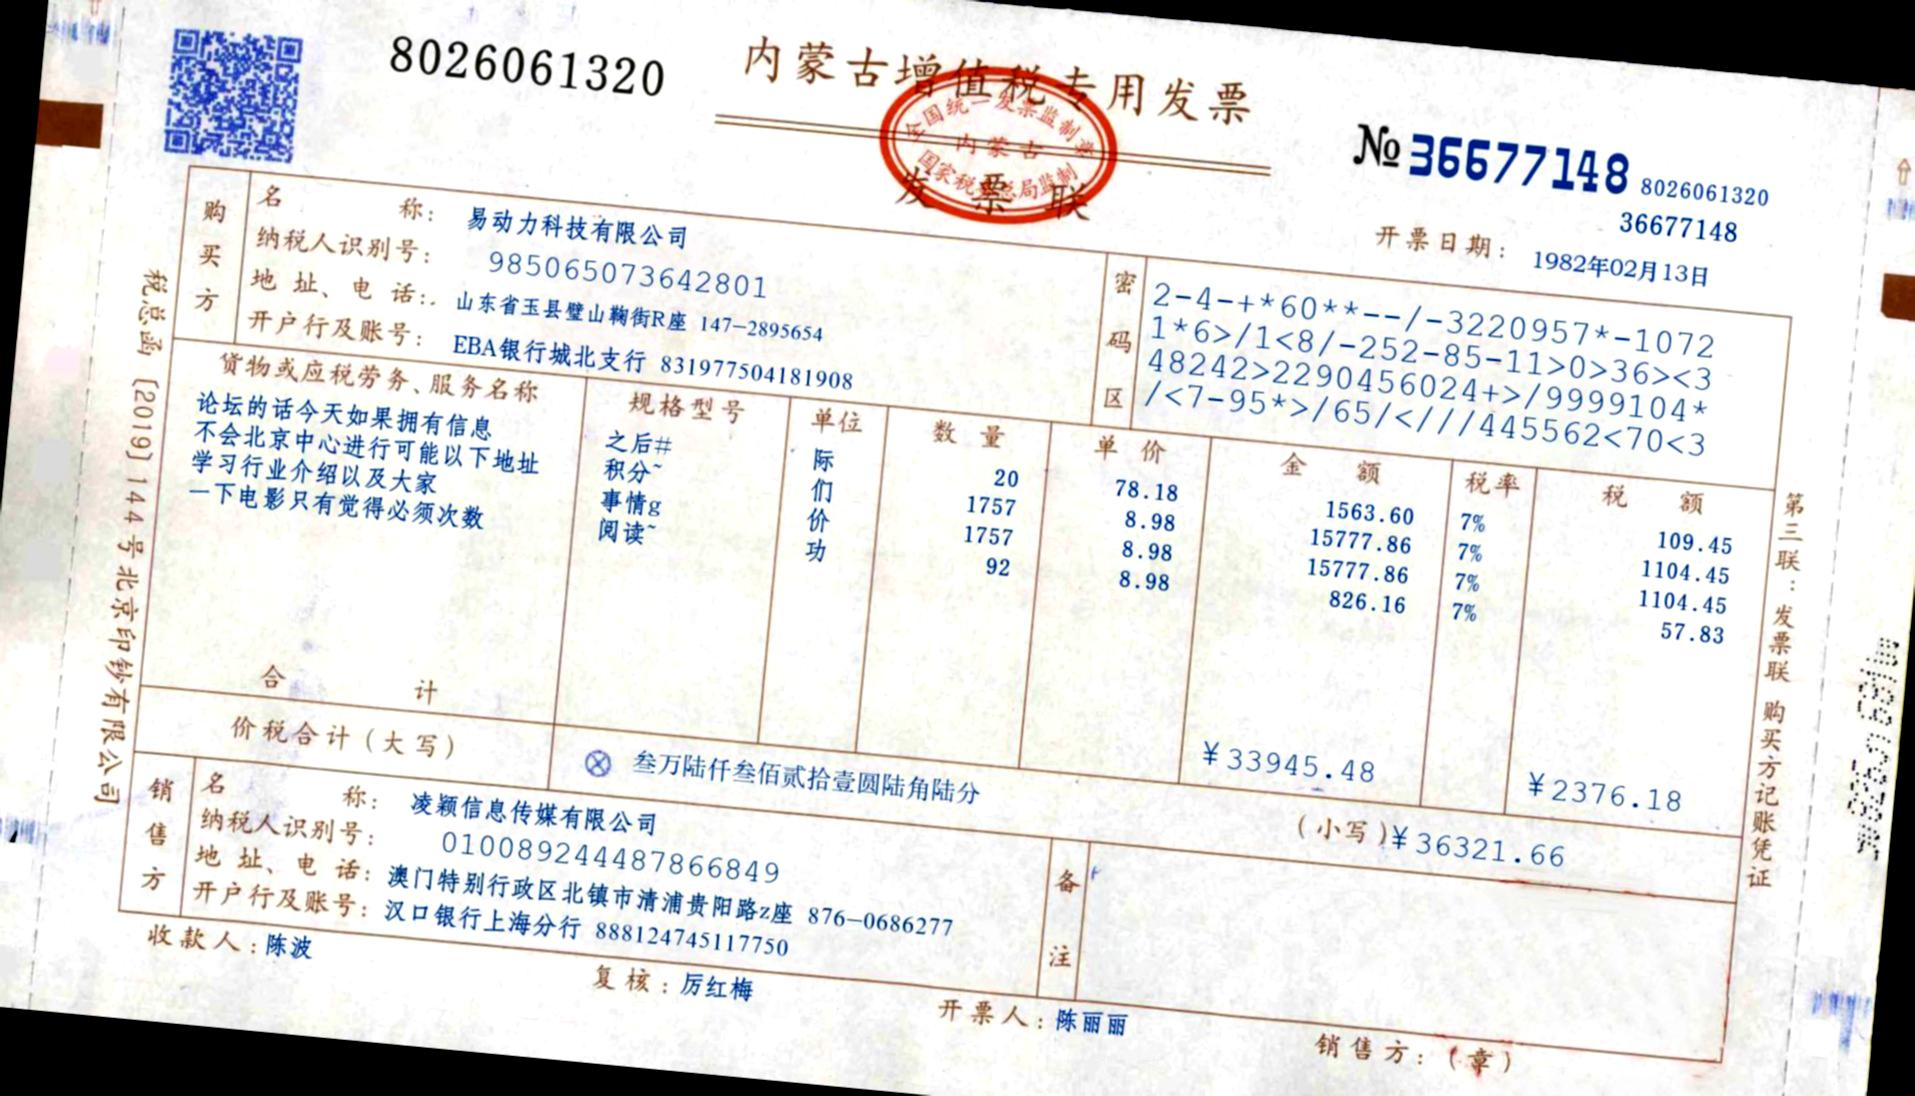 8026061320
内蒙古增值税专用发票
全国统一发票监制章
内蒙古
国家税务总局监制
发票联
№36677148
8026061320
36677148
开票日期：1982年02月13日
购买方
名称：易动力科技有限公司
纳税人识别号：985065073642801
地址、电话：山东省玉县璧山鞠街R座 147-2895654
开户行及账号：EBA银行城北支行 831977504181908
密码区
2-4-+*60**--/-3220957*-1072
1*6>/1<8/-252-85-11>0>36><3
48242>2290456024+>/9999104*
/<7-95*>/65/<///445562<70<3
货物或应税劳务、服务名称 规格型号 单位 数量 单价 金额 税率 税额
论坛的话今天如果拥有信息 之后# 际 20 78.18 1563.60 7% 109.45
不会北京中心进行可能以下地址 积分~ 们 1757 8.98 15777.86 7% 1104.45
学习行业介绍以及大家 事情g 价 1757 8.98 15777.86 7% 1104.45
一下电影只有觉得必须次数 阅读~ 功 92 8.98 826.16 7% 57.83
合计 ¥33945.48 ¥2376.18
价税合计(大写) ⊗ 叁万陆仟叁佰贰拾壹圆陆角陆分 (小写)¥36321.66
销售方
名称：凌颖信息传媒有限公司
纳税人识别号：010089244487866849
地址、电话：澳门特别行政区北镇市清浦贵阳路z座 876-0686277
开户行及账号：汉口银行上海分行 888124745117750
备注
收款人：陈波
复核：厉红梅
开票人：陈丽丽
销售方：(章)
税总函 [2019] 144号北京印钞有限公司
第三联：发票联 购买方记账凭证